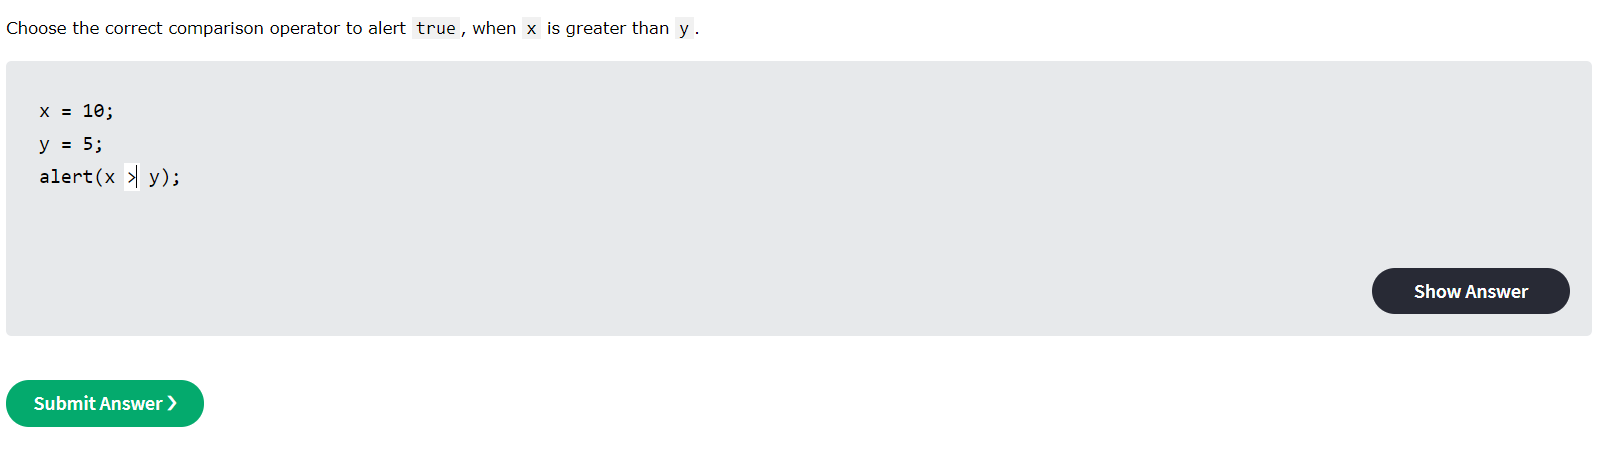 Choose the correct comparison operator to alert true, when x is greater than y.
x = 10;
y = 5;
alert(x > y);
Show Answer
Submit Answer ❯